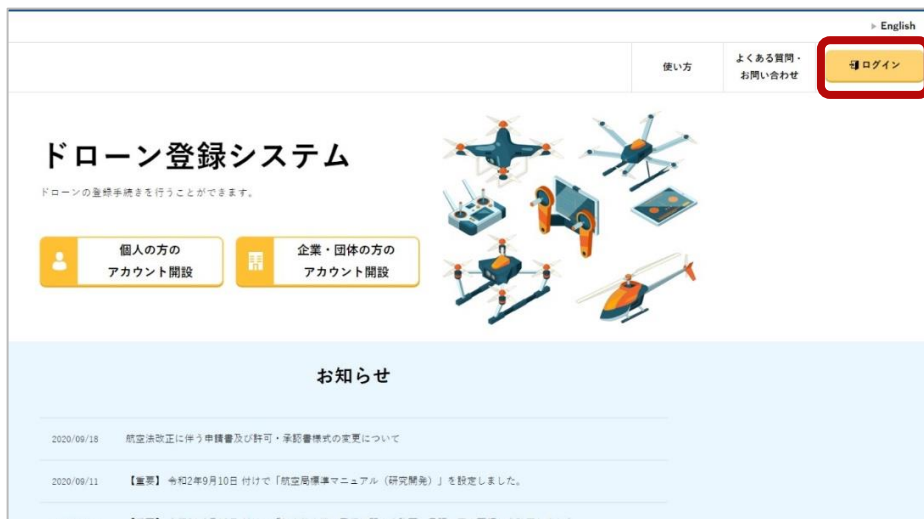 English
使い方
よくある質問・
お問い合わせ
ログイン
ドローン登録システム
ドローンの登録手続きを行うことができます。
個人の方の
アカウント開設
企業・団体の方の
アカウント開設
お知らせ
2020/09/18 航空法改正に伴う申請書及び許可・承認書様式の変更について
2020/09/11 【重要】 令和2年9月10日 付けで「航空局標準マニュアル（研究開発）」を設定しました。